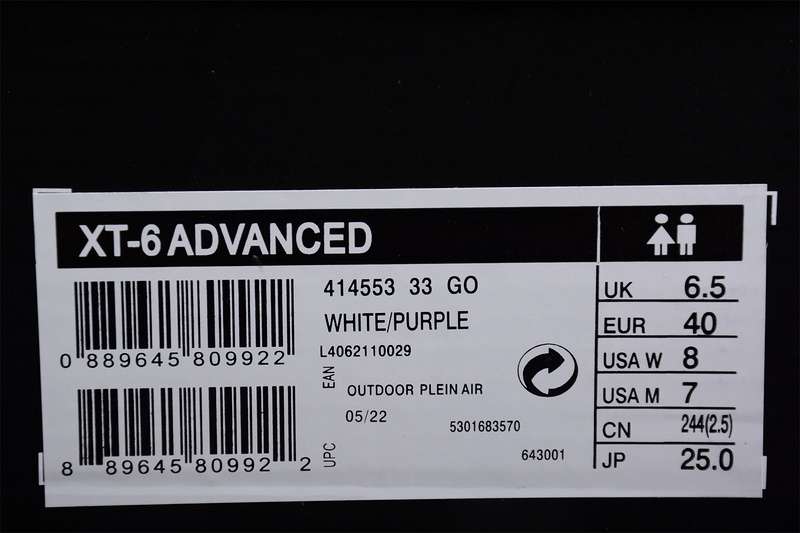 XT-6 ADVANCED
414553 33 GO
WHITE/PURPLE
L4062110029
0 889645 809922
EAN
OUTDOOR PLEIN AIR
05/22
5301683570
8 89645 80992 2
UPC
643001
UK 6.5
EUR 40
USA W 8
USA M 7
CN 244(2.5)
JP 25.0